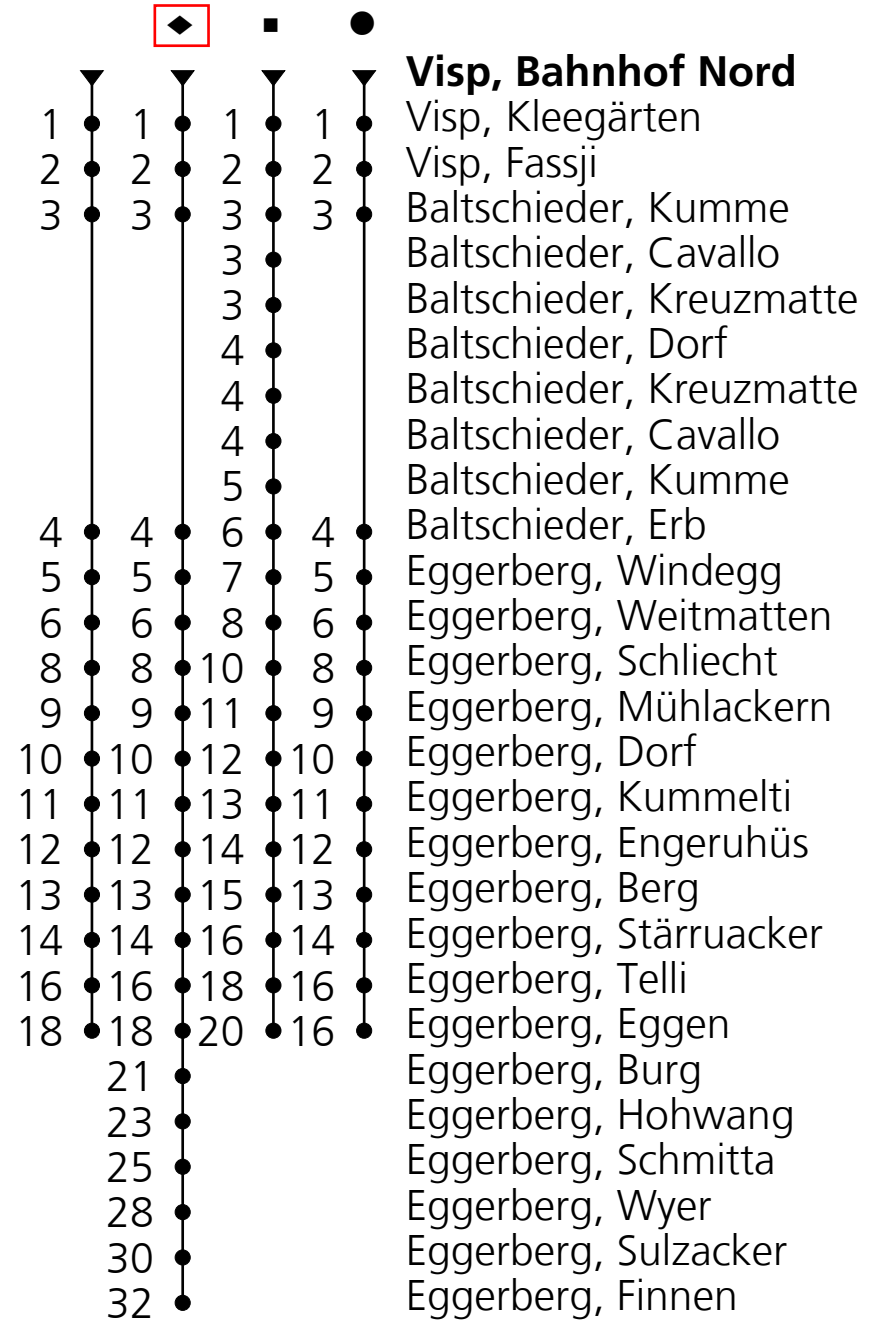 Visp, Bahnhof Nord
1 1 1 1 Visp, Kleegärten
2 2 2 2 Visp, Fassji
3 3 3 3 Baltschieder, Kumme
3 Baltschieder, Cavallo
3 Baltschieder, Kreuzmatte
4 Baltschieder, Dorf
4 Baltschieder, Kreuzmatte
4 Baltschieder, Cavallo
5 Baltschieder, Kumme
4 4 6 4 Baltschieder, Erb
5 5 7 5 Eggerberg, Windegg
6 6 8 6 Eggerberg, Weitmatten
8 8 10 8 Eggerberg, Schliecht
9 9 11 9 Eggerberg, Mühlackern
10 10 12 10 Eggerberg, Dorf
11 11 13 11 Eggerberg, Kummelti
12 12 14 12 Eggerberg, Engeruhüs
13 13 15 13 Eggerberg, Berg
14 14 16 14 Eggerberg, Stärruacker
16 16 18 16 Eggerberg, Telli
18 18 20 16 Eggerberg, Eggen
21 Eggerberg, Burg
23 Eggerberg, Hohwang
25 Eggerberg, Schmitta
28 Eggerberg, Wyer
30 Eggerberg, Sulzacker
32 Eggerberg, Finnen